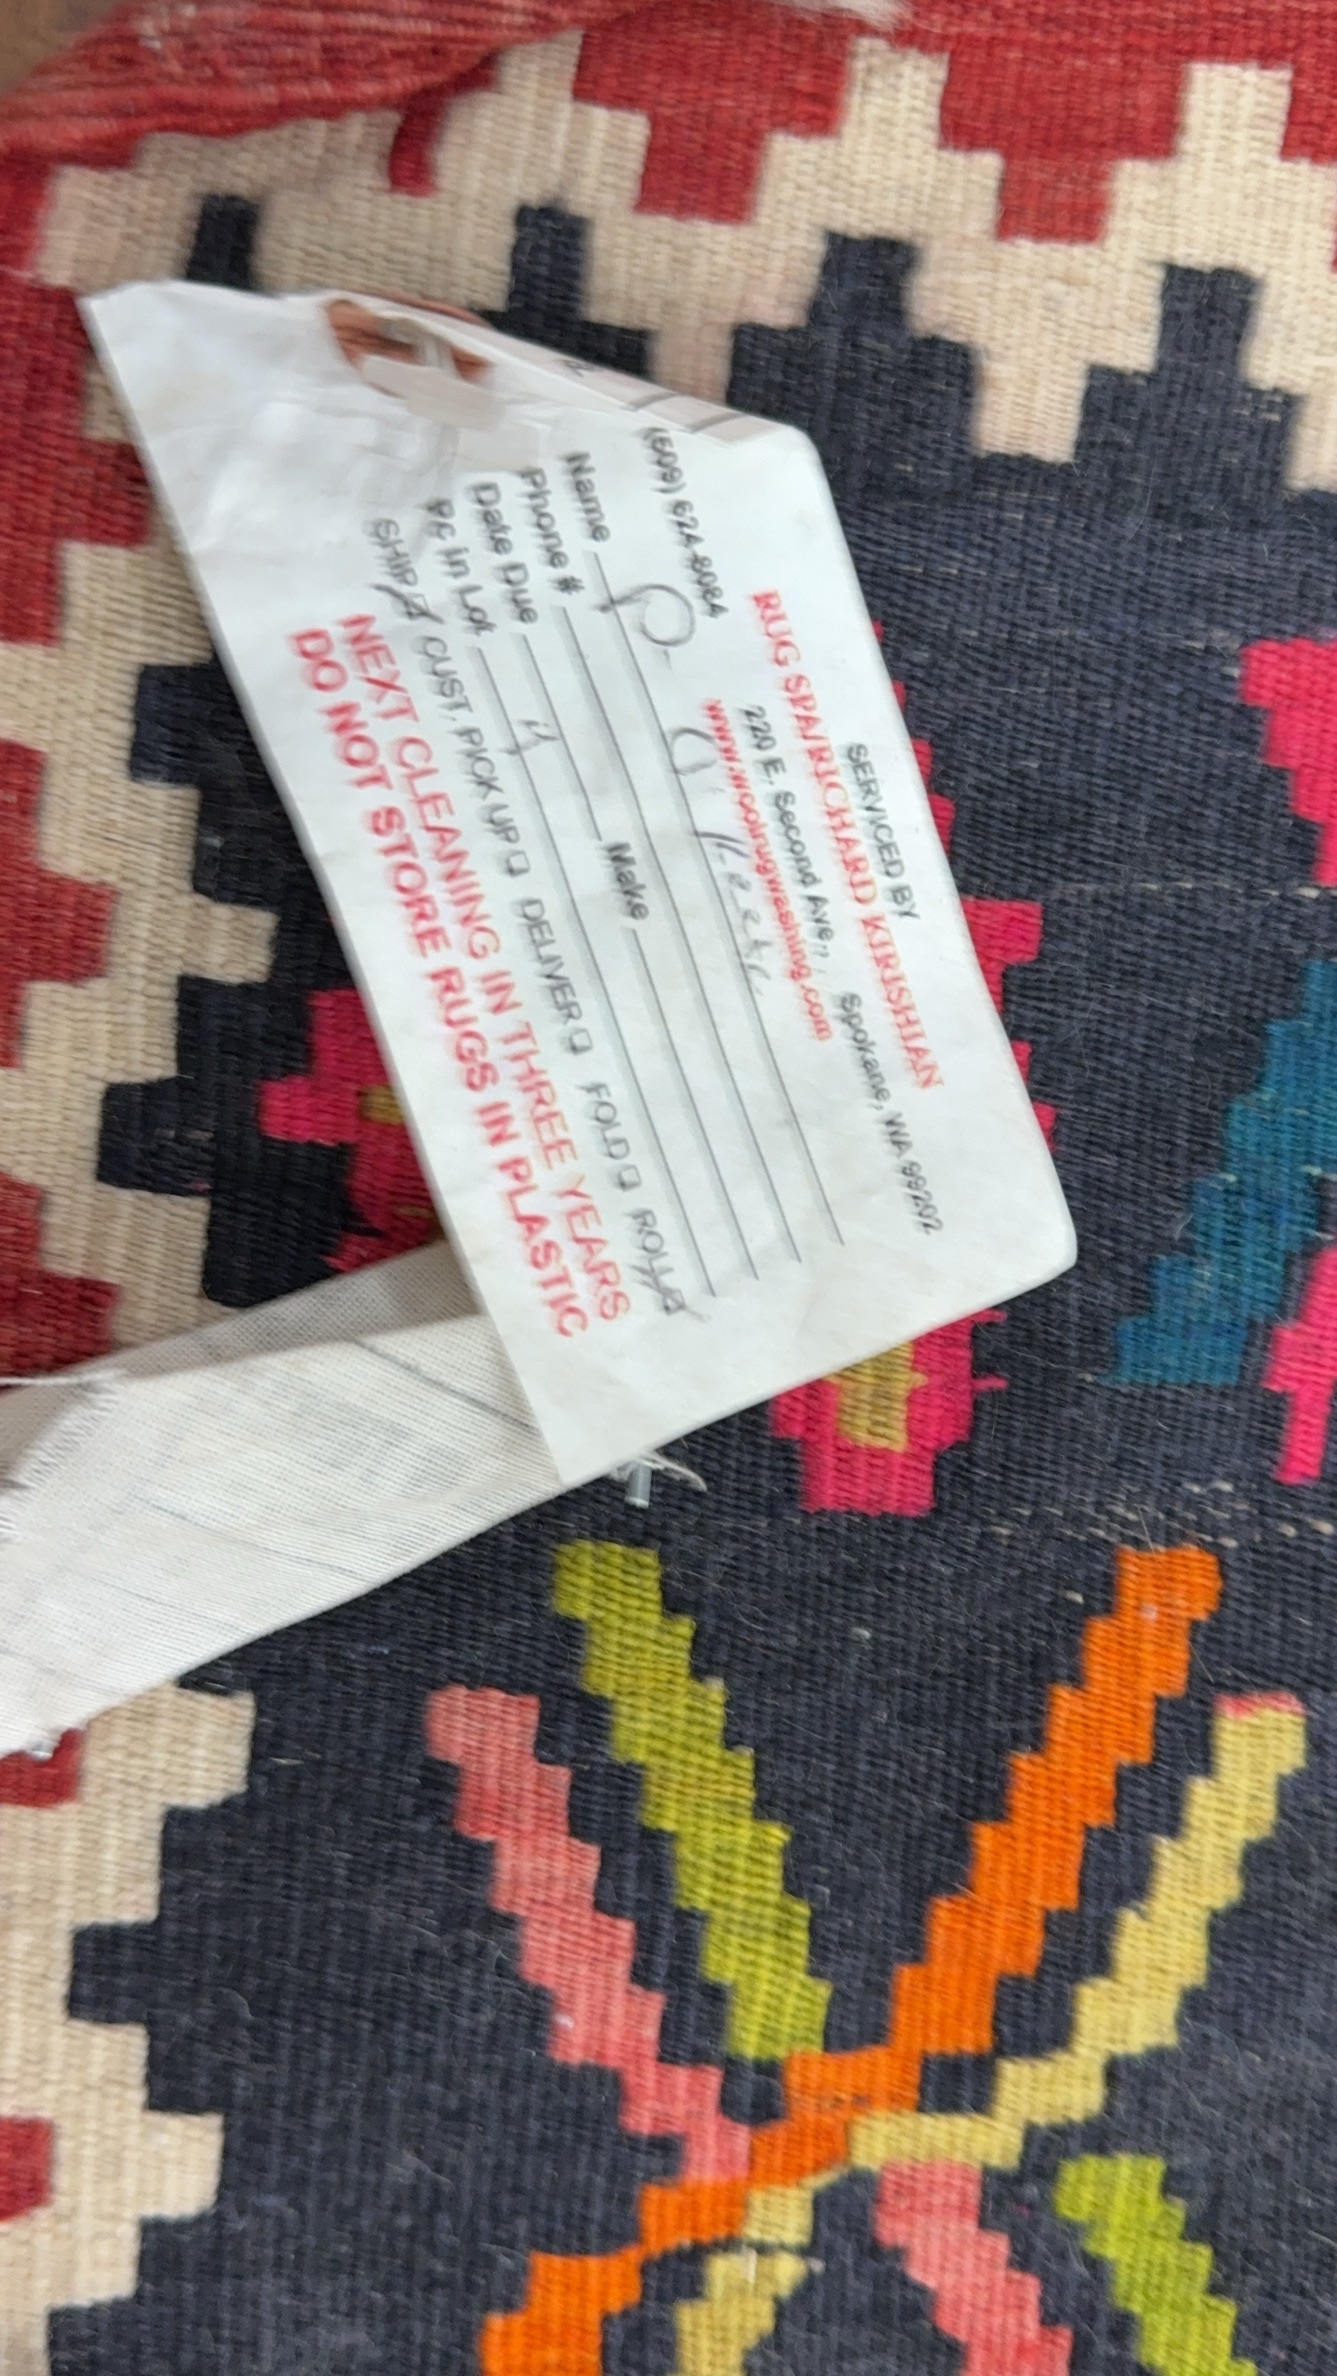 SERVICED BY
RUG SPA/RICHARD KIRISHIAN
220 E. Second Ave., Spokane, WA 99202
(509) 624-8084 www.woolrugwashing.com
Name
Phone #
Date Due Make
Pc in Lot
SHIP CUST. PICK UP DELIVER FOLD ROLL
NEXT CLEANING IN THREE YEARS
DO NOT STORE RUGS IN PLASTIC